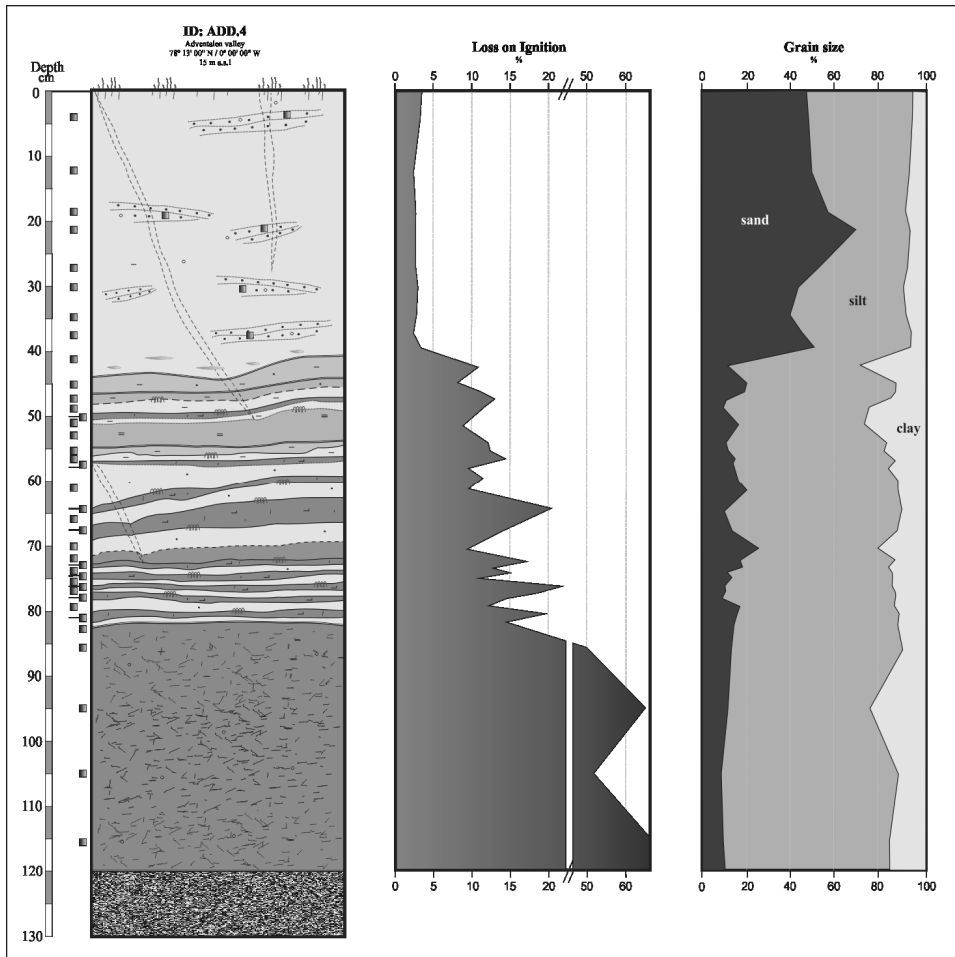 ID: ADD.4
Adventalen valley
78° 13' 00" N / 0° 00' 00" W
15 m a.s.l
Depth
cm
0
10
20
30
40
50
60
70
80
90
100
110
120
130
Loss on Ignition
%
0 5 10 15 20 // 50 60
0 5 10 15 20 // 50 60
Grain size
%
0 20 40 60 80 100
sand
silt
clay
0 20 40 60 80 100